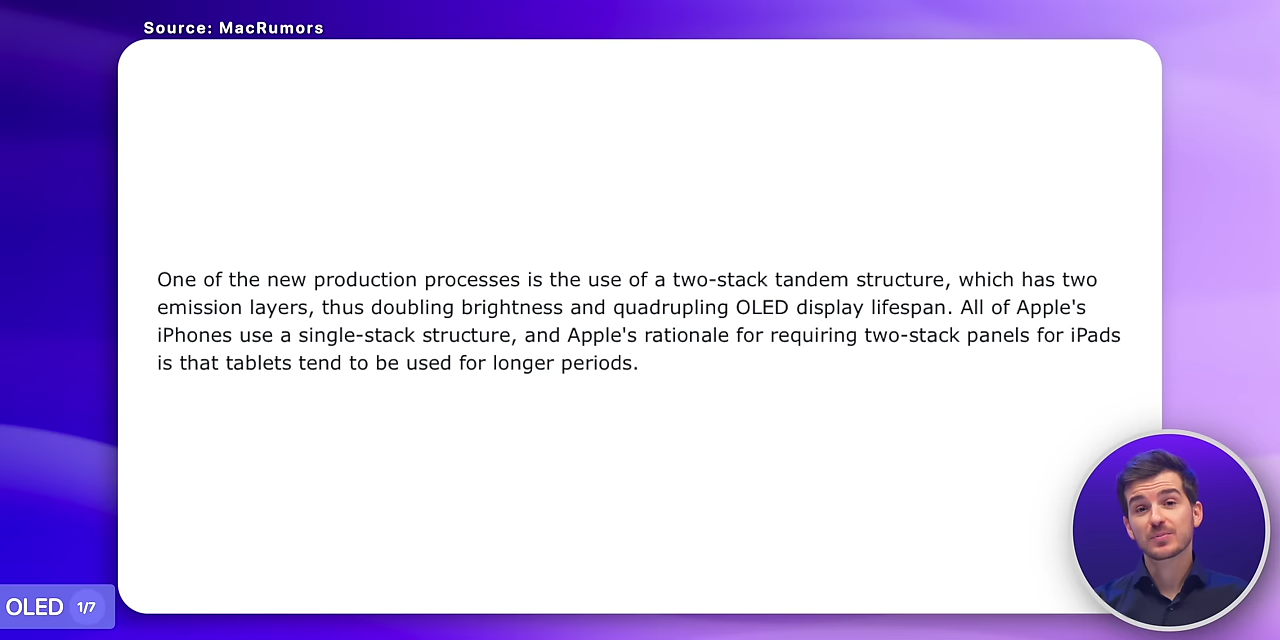 Source: MacRumors
One of the new production processes is the use of a two-stack tandem structure, which has two
emission layers, thus doubling brightness and quadrupling OLED display lifespan. All of Apple's
iPhones use a single-stack structure, and Apple's rationale for requiring two-stack panels for iPads
is that tablets tend to be used for longer periods.
OLED 1/7